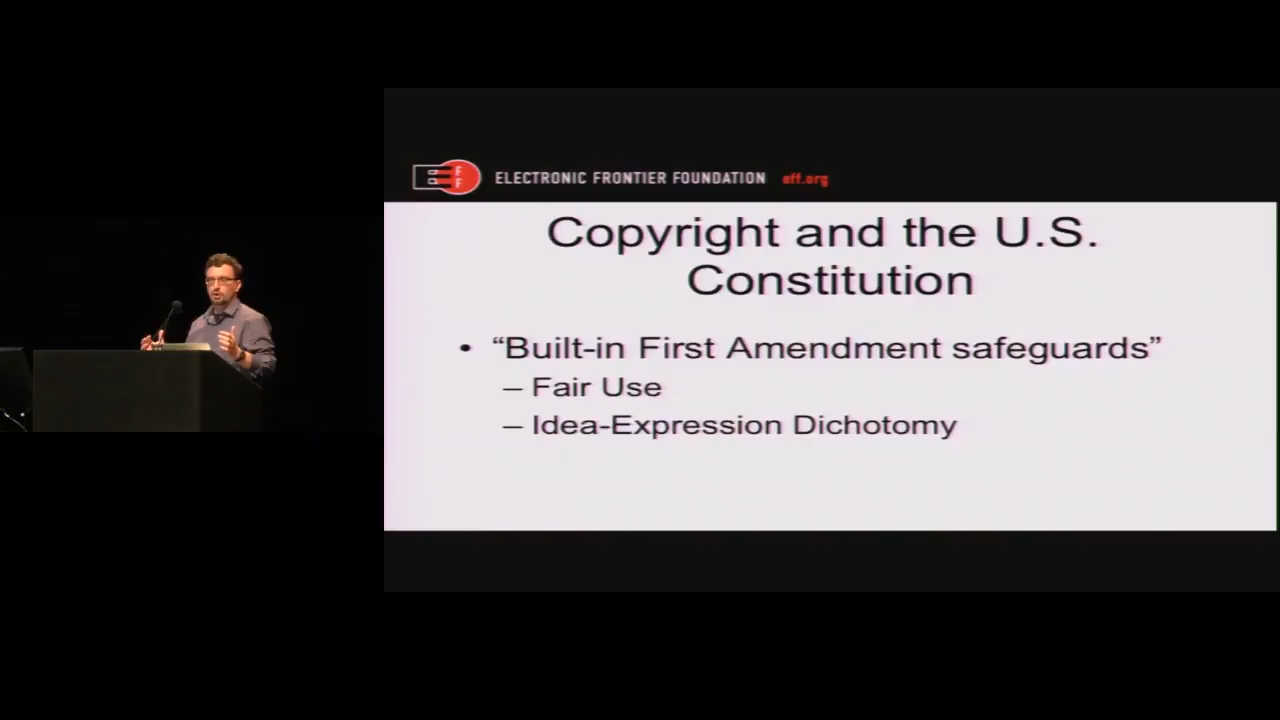 ELECTRONIC FRONTIER FOUNDATION eff.org
Copyright and the U.S.
Constitution
• “Built-in First Amendment safeguards”
– Fair Use
– Idea-Expression Dichotomy